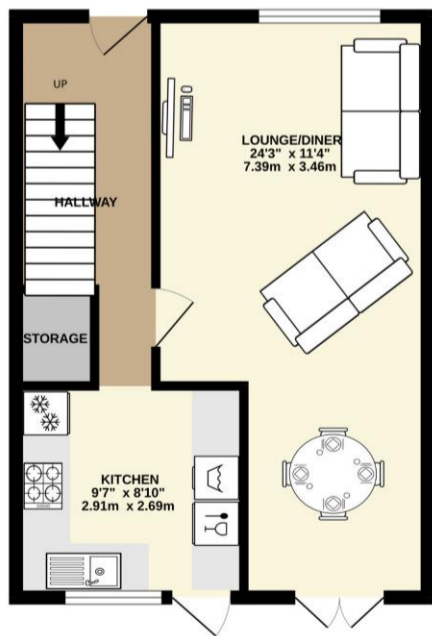 UP
LOUNGE/DINER
24'3" x 11'4"
7.39m x 3.46m
HALLWAY
STORAGE
KITCHEN
9'7" x 8'10"
2.91m x 2.69m